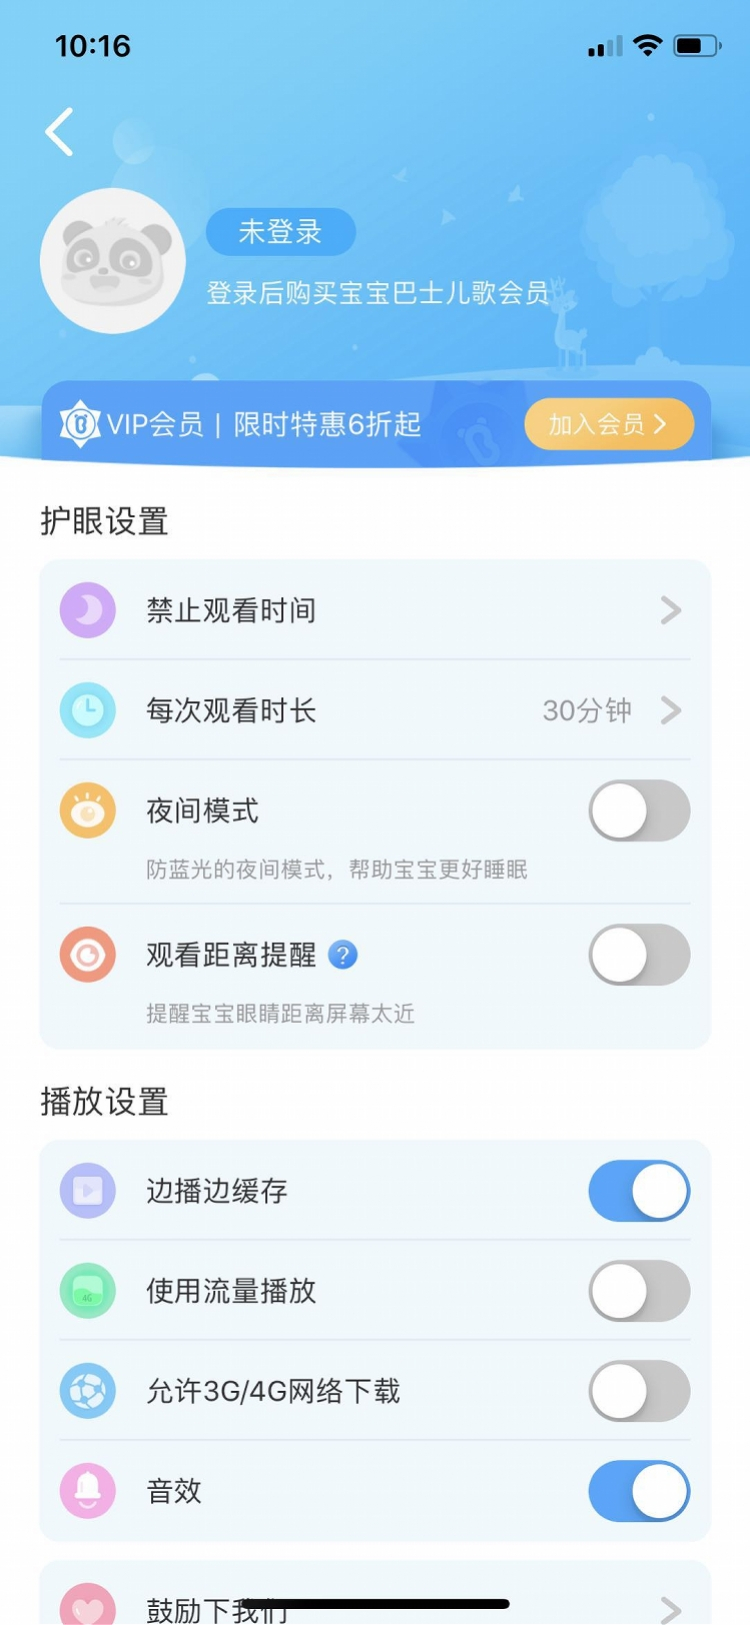 10:16
未登录
登录后购买宝宝巴士儿歌会员
VIP会员 | 限时特惠6折起
加入会员
护眼设置
禁止观看时间
每次观看时长 30分钟
夜间模式
防蓝光的夜间模式，帮助宝宝更好睡眠
观看距离提醒 ?
提醒宝宝眼睛距离屏幕太近
播放设置
边播边缓存
4G
使用流量播放
允许3G/4G网络下载
音效
鼓励下我们